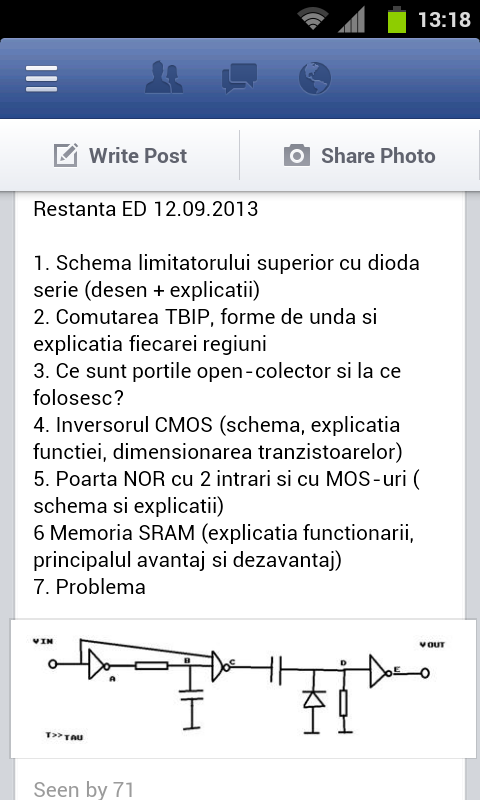 13:18
Write Post
Share Photo
Restanta ED 12.09.2013
1. Schema limitatorului superior cu dioda
serie (desen + explicatii)
2. Comutarea TBIP, forme de unda si
explicatia fiecarei regiuni
3. Ce sunt portile open-colector si la ce
folosesc?
4. Inversorul CMOS (schema, explicatia
functiei, dimensionarea tranzistoarelor)
5. Poarta NOR cu 2 intrari si cu MOS-uri (
schema si explicatii)
6 Memoria SRAM (explicatia functionarii,
principalul avantaj si dezavantaj)
7. Problema
VIN
VOUT
A
B
C
D
E
T>>TAU
Seen by 71